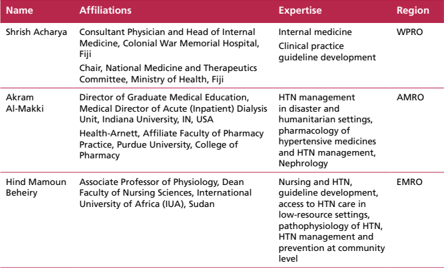 Name Affiliations Expertise Region
Shrish Acharya
Consultant Physician and Head of Internal
Medicine, Colonial War Memorial Hospital,
Fiji
Chair, National Medicine and Therapeutics
Committee, Ministry of Health, Fiji
Internal medicine
Clinical practice
guideline development
WPRO
Akram
Al-Makki
Director of Graduate Medical Education,
Medical Director of Acute (Inpatient) Dialysis
Unit, Indiana University, IN, USA
Health-Arnett, Affiliate Faculty of Pharmacy
Practice, Purdue University, College of
Pharmacy
HTN management
in disaster and
humanitarian settings,
pharmacology of
hypertensive medicines
and HTN management,
Nephrology
AMRO
Hind Mamoun
Beheiry
Associate Professor of Physiology, Dean
Faculty of Nursing Sciences, International
University of Africa (IUA), Sudan
Nursing and HTN,
guideline development,
access to HTN care in
low-resource settings,
pathophysiology of HTN,
HTN management and
prevention at community
level
EMRO